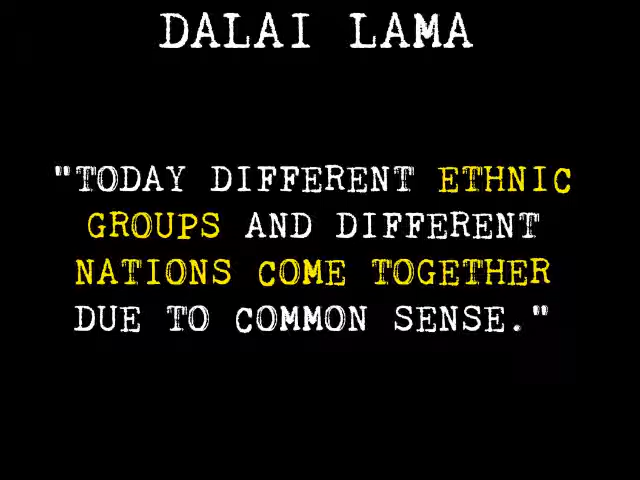 DALAI LAMA
"TODAY DIFFERENT ETHNIC
GROUPS AND DIFFERENT
NATIONS COME TOGETHER
DUE TO COMMON SENSE."